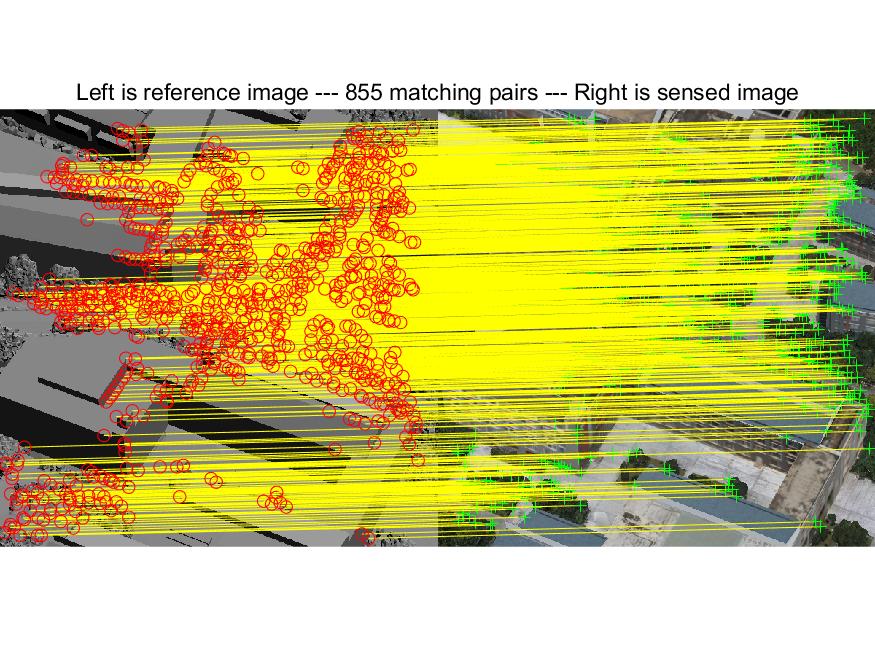 Left is reference image --- 855 matching pairs --- Right is sensed image